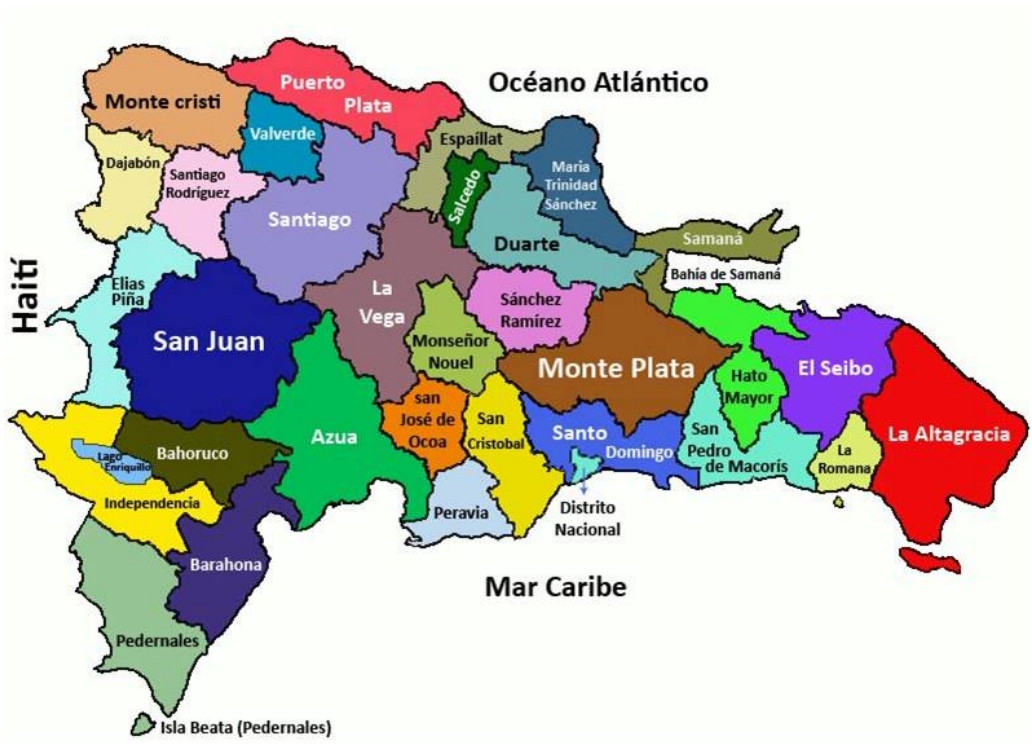 Océano Atlántico
Puerto
Plata
Monte cristi
Valverde
Espaíllat
Dajabón
Santiago
Rodríguez
Maria
Trinidad
Sánchez
Salcedo
Santiago
Duarte
Samaná
Bahía de Samaná
Haití
Elias
Piña
La
Vega
Sánchez
Ramírez
San Juan
Monseñor
Nouel
Monte Plata
El Seibo
Hato
Mayor
san
José de
Ocoa
San
Cristobal
Azua
Santo
Domingo
San
Pedro
de Macorís
La
Romana
La Altagracia
Lago
Enriquillo
Bahoruco
Independencia
Peravia
Distrito
Nacional
Barahona
Mar Caribe
Pedernales
Isla Beata (Pedernales)